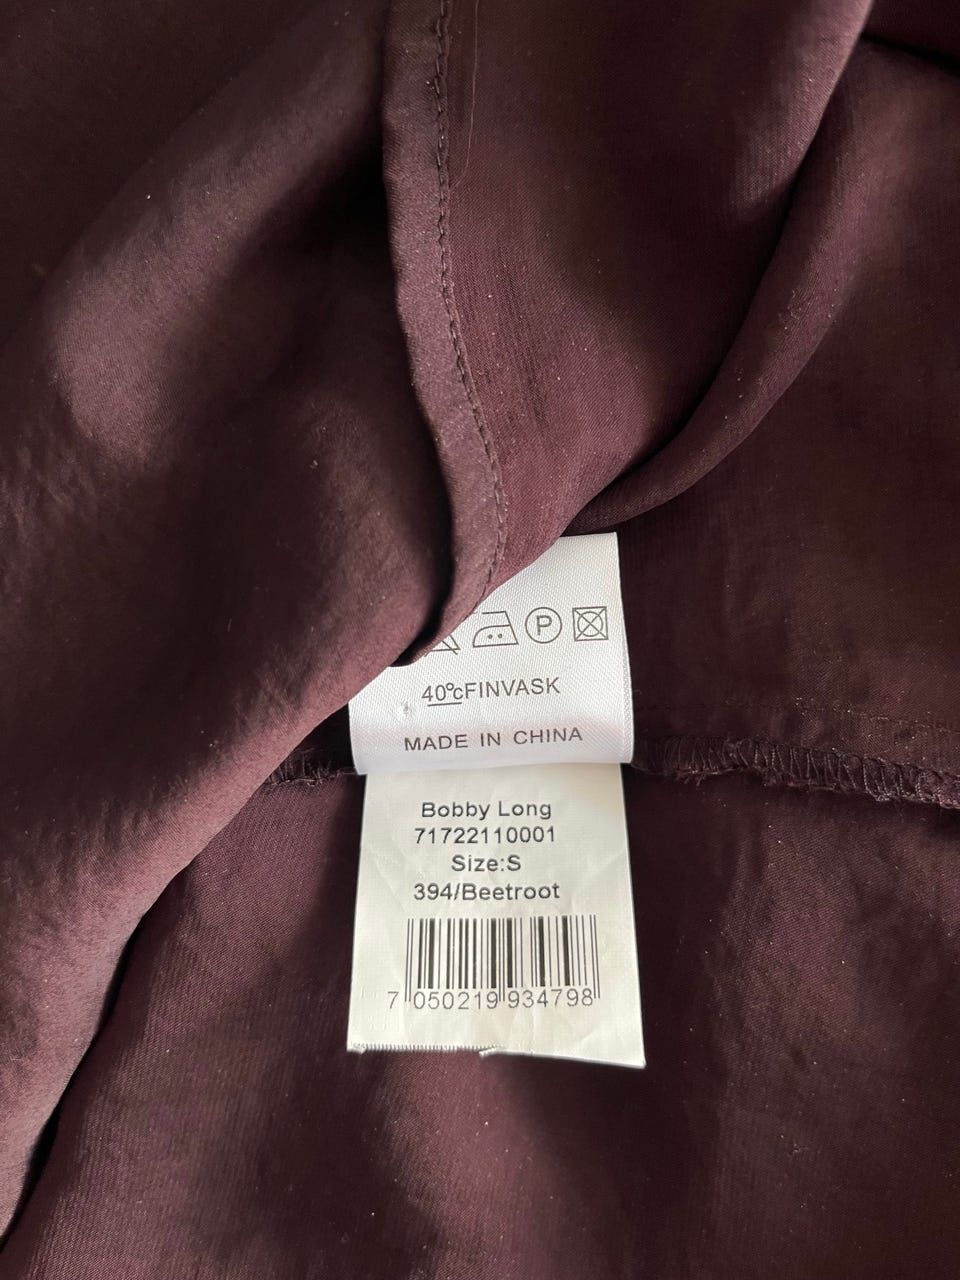 P
40°cFINVASK
MADE IN CHINA
Bobby Long
71722110001
Size:S
394/Beetroot
7 050219 934798